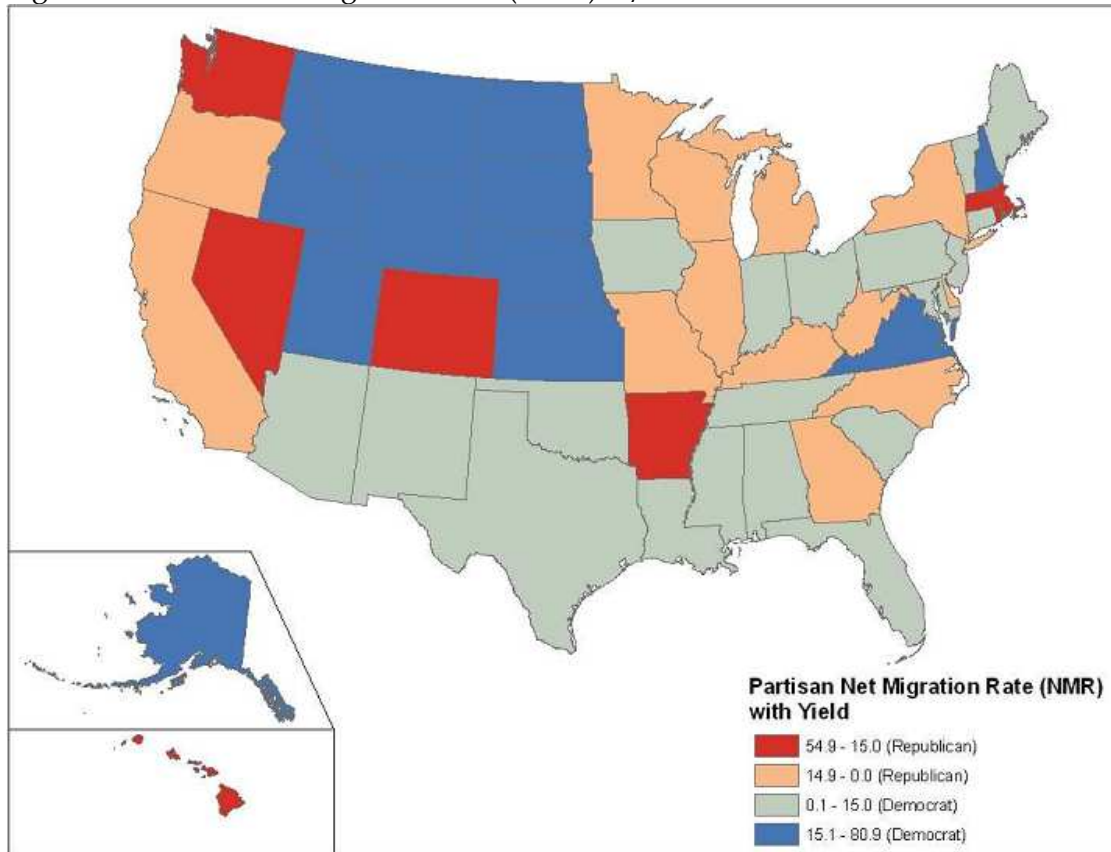 Partisan Net Migration Rate (NMR)
with Yield
54.9 - 15.0 (Republican)
14.9 - 0.0 (Republican)
0.1 - 15.0 (Democrat)
15.1 - 80.9 (Democrat)